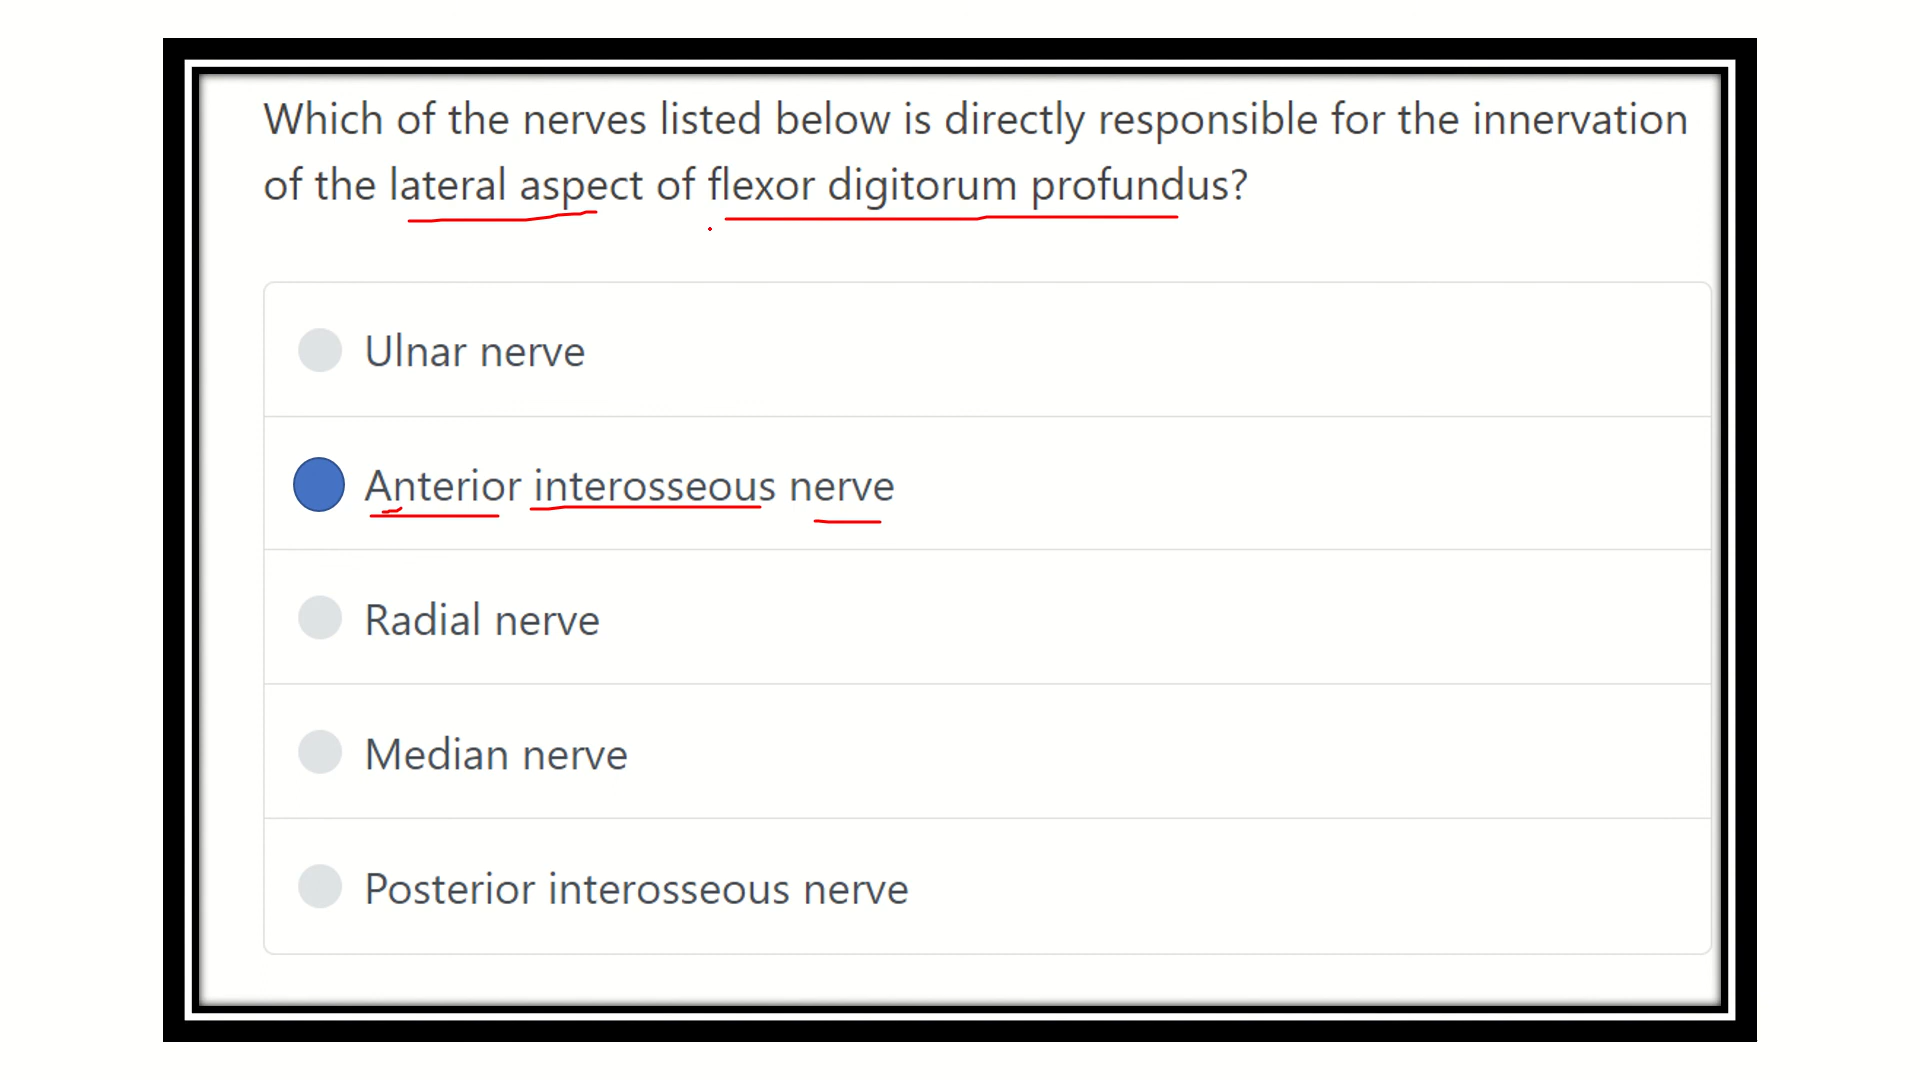 Which of the nerves listed below is directly responsible for the innervation
of the lateral aspect of flexor digitorum profundus?
Ulnar nerve
Anterior interosseous nerve
Radial nerve
Median nerve
Posterior interosseous nerve